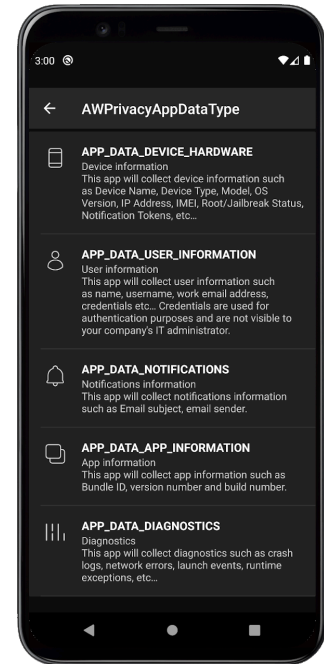 3:00
AWPrivacyAppDataType
APP_DATA_DEVICE_HARDWARE
Device information
This app will collect device information such
as Device Name, Device Type, Model, OS
Version, IP Address, IMEI, Root/Jailbreak Status,
Notification Tokens, etc...
APP_DATA_USER_INFORMATION
User information
This app will collect user information such
as name, username, work email address,
credentials etc... Credentials are used for
authentication purposes and are not visible to
your company's IT administrator.
APP_DATA_NOTIFICATIONS
Notifications information
This app will collect notifications information
such as Email subject, email sender.
APP_DATA_APP_INFORMATION
App information
This app will collect app information such as
Bundle ID, version number and build number.
APP_DATA_DIAGNOSTICS
Diagnostics
This app will collect diagnostics such as crash
logs, network errors, launch events, runtime
exceptions, etc...